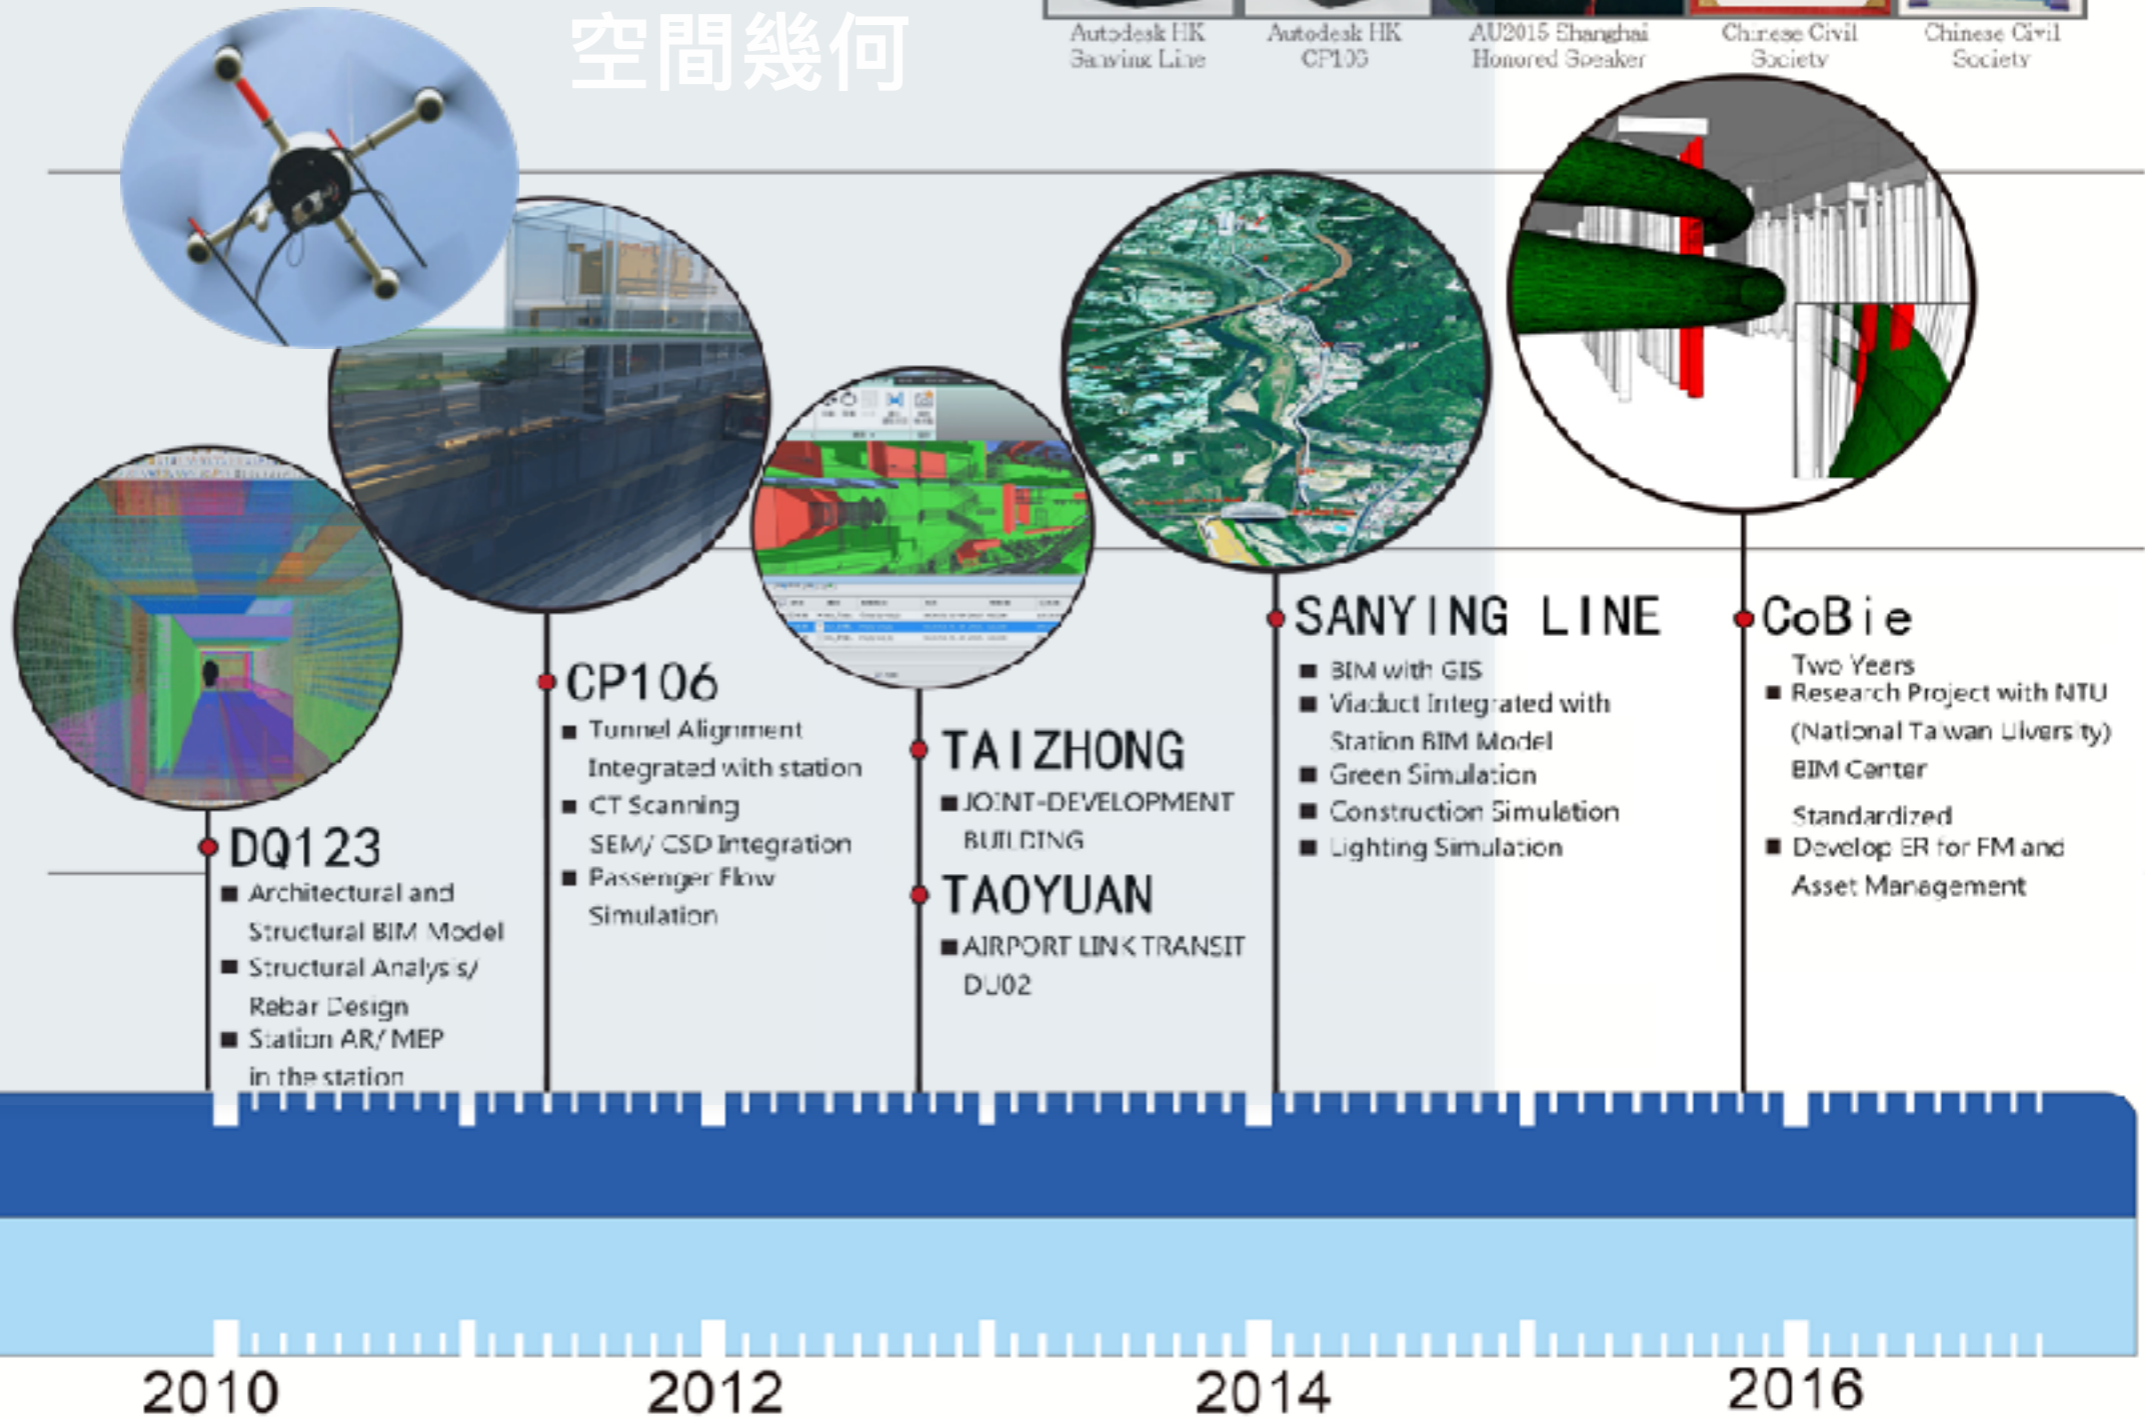 空間幾何
Autodesk HK
Sanying Line
Autodesk HK
CP106
AU2015 Shanghai
Honored Speaker
Chinese Civil
Society
Chinese Civil
Society
DQ123
■ Architectural and
Structural BIM Model
■ Structural Analysis/
Rebar Design
■ Station AR/ MEP
in the station
CP106
■ Tunnel Alignment
Integrated with station
■ CT Scanning
SEM/ CSD Integration
■ Passenger Flow
Simulation
TAIZHONG
■ JOINT-DEVELOPMENT
BUILDING
TAOYUAN
■ AIRPORT LINK TRANSIT
DU02
SANYING LINE
■ BIM with GIS
■ Viaduct Integrated with
Station BIM Model
■ Green Simulation
■ Construction Simulation
■ Lighting Simulation
CoBie
Two Years
■ Research Project with NTU
(National Taiwan Uiversity)
BIM Center
Standardized
■ Develop ER for FM and
Asset Management
2010
2012
2014
2016